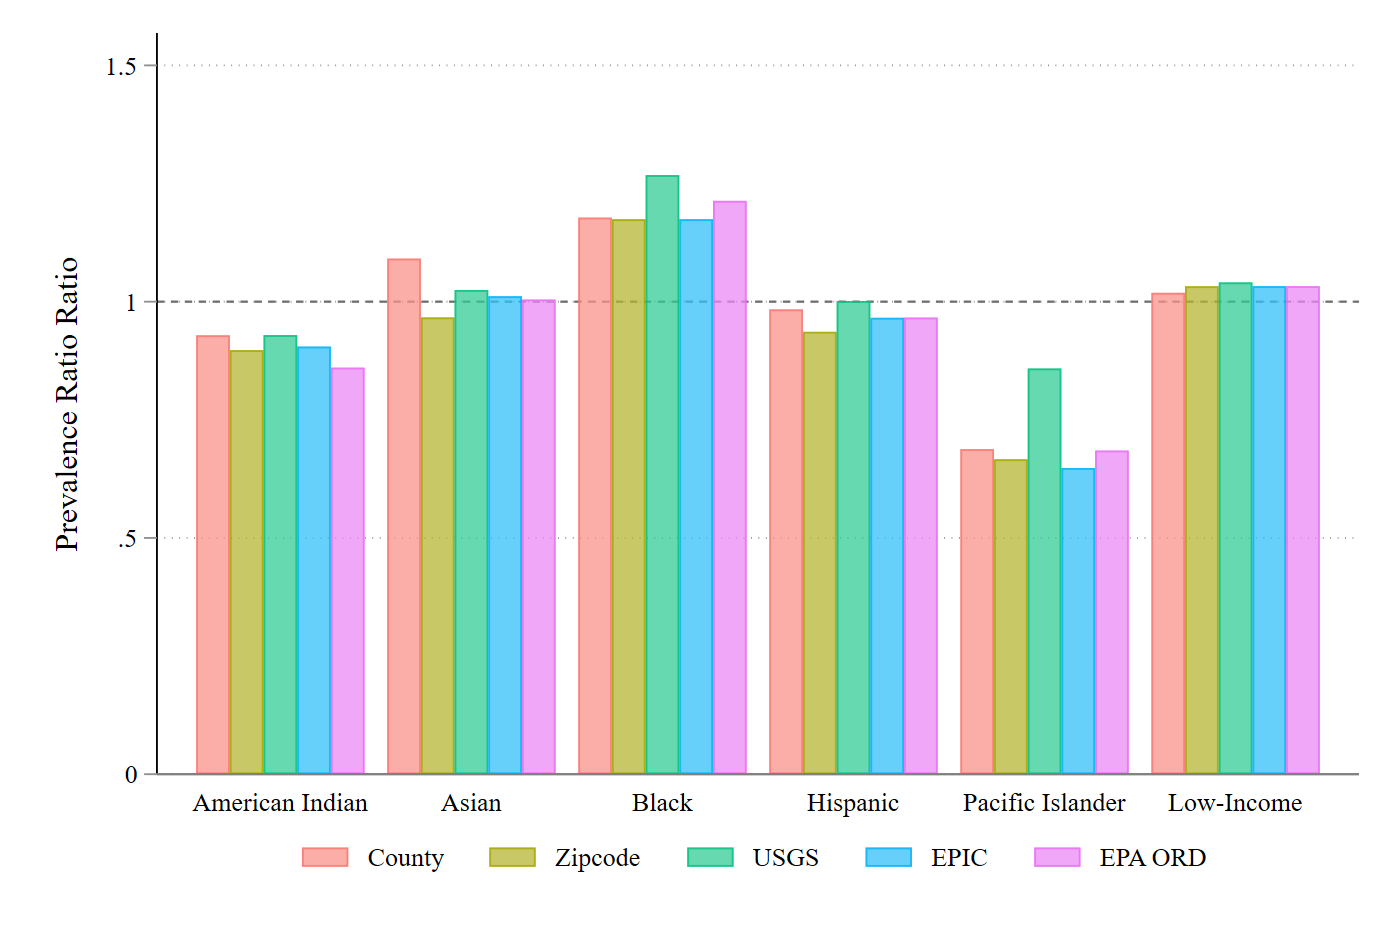 Prevalence Ratio Ratio
1.5
1
.5
0
American Indian
Asian
Black
Hispanic
Pacific Islander
Low-Income
County
Zipcode
USGS
EPIC
EPA ORD